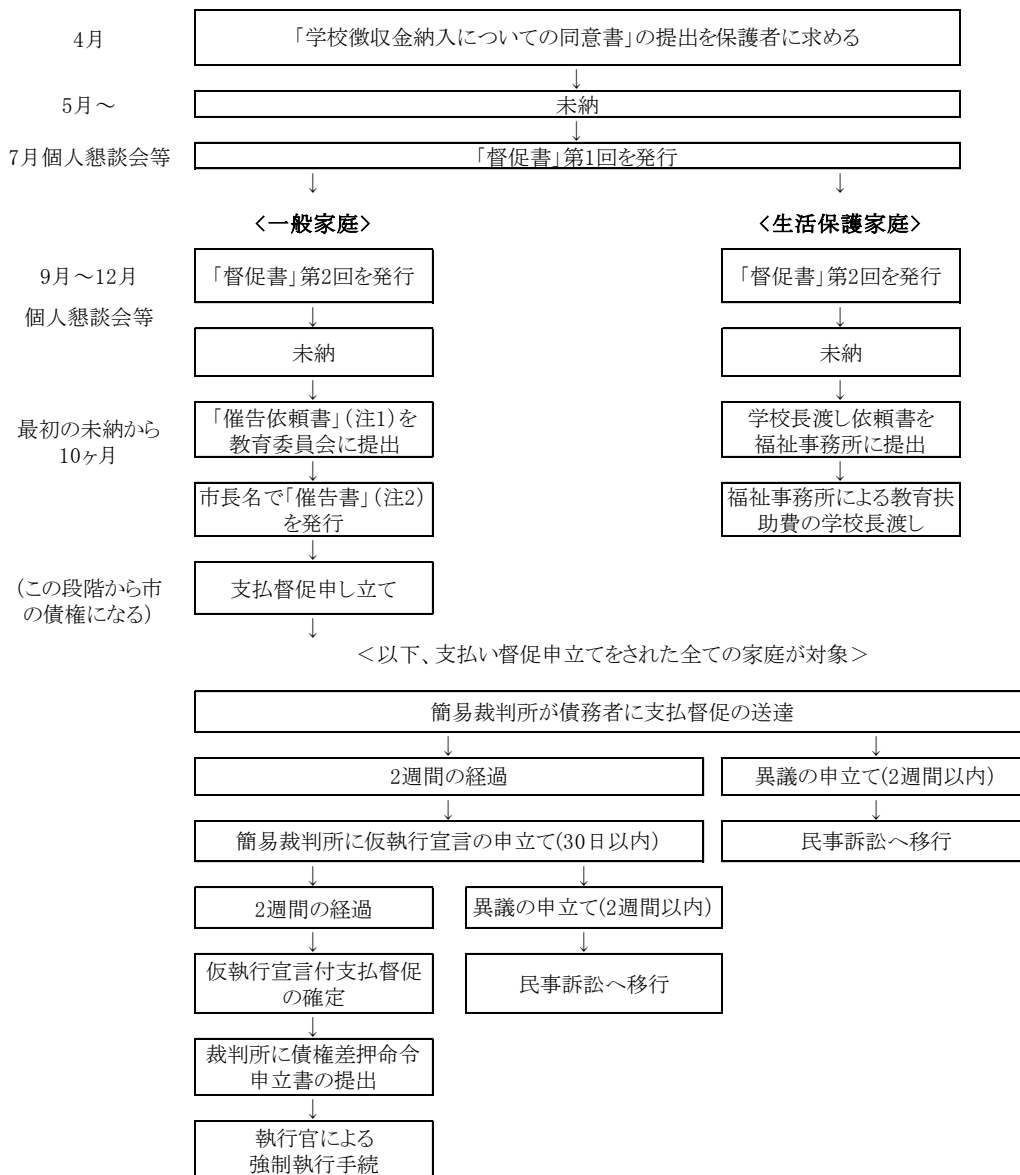 4月
「学校徴収金納入についての同意書」の提出を保護者に求める
↓
5月～
未納
↓
7月個人懇談会等
「督促書」第1回を発行
↓ ↓
<一般家庭> <生活保護家庭>
9月～12月
個人懇談会等
「督促書」第2回を発行
「督促書」第2回を発行
↓ ↓
未納
未納
↓ ↓
最初の未納から
10ヶ月
「催告依頼書」(注1)を
教育委員会に提出
学校長渡し依頼書を
福祉事務所に提出
↓ ↓
市長名で「催告書」(注2)
を発行
福祉事務所による教育扶
助費の学校長渡し
↓
(この段階から市
の債権になる)
支払督促申し立て
↓
<以下、支払い督促申立てをされた全ての家庭が対象>
簡易裁判所が債務者に支払督促の送達
↓ ↓
2週間の経過
異議の申立て(2週間以内)
↓ ↓
簡易裁判所に仮執行宣言の申立て(30日以内)
民事訴訟へ移行
↓ ↓
2週間の経過
異議の申立て(2週間以内)
↓ ↓
仮執行宣言付支払督促
の確定
民事訴訟へ移行
↓
裁判所に債権差押命令
申立書の提出
↓
執行官による
強制執行手続